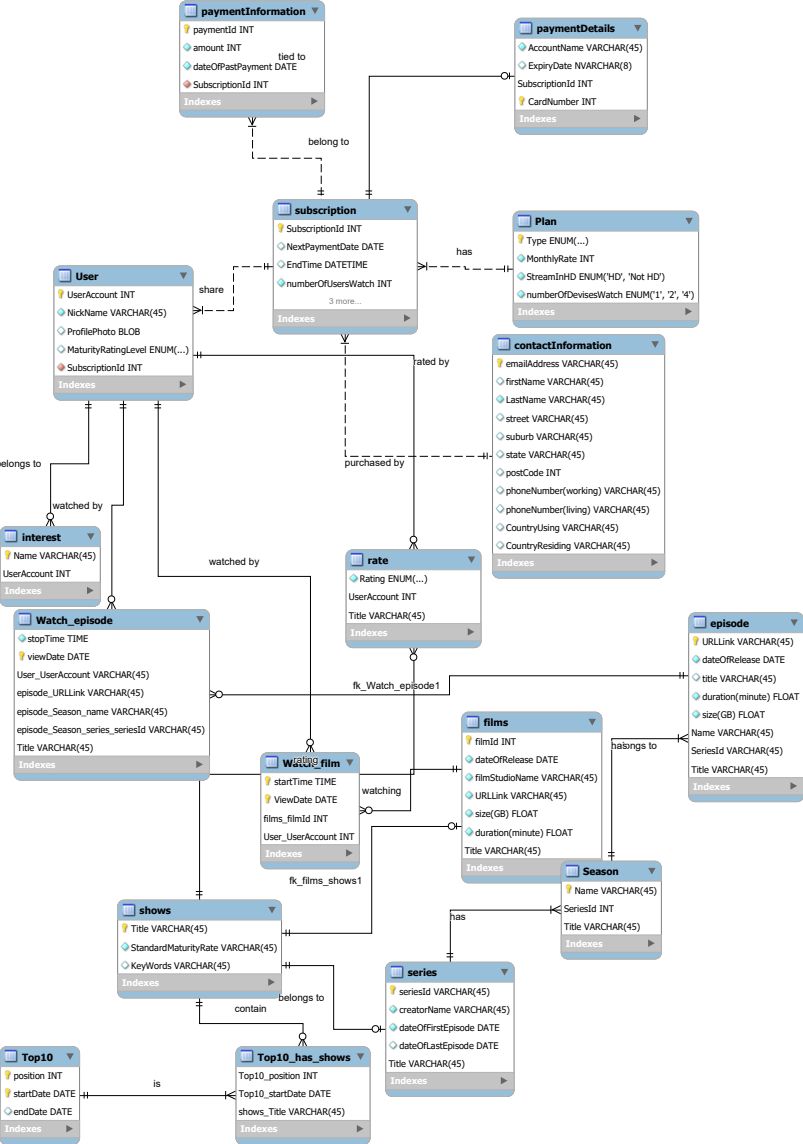 paymentInformation
paymentId INT
amount INT
dateOfPastPayment DATE
SubscriptionId INT
Indexes
tied to
paymentDetails
AccountName VARCHAR(45)
ExpiryDate NVARCHAR(8)
SubscriptionId INT
CardNumber INT
Indexes
belong to
subscription
SubscriptionId INT
NextPaymentDate DATE
EndTime DATETIME
numberOfUsersWatch INT
3 more...
Indexes
has
Plan
Type ENUM(...)
MonthlyRate INT
StreamInHD ENUM('HD', 'Not HD')
numberOfDevisesWatch ENUM('1', '2', '4')
Indexes
User
UserAccount INT
NickName VARCHAR(45)
ProfilePhoto BLOB
MaturityRatingLevel ENUM(...)
SubscriptionId INT
Indexes
share
rated by
contactInformation
emailAddress VARCHAR(45)
firstName VARCHAR(45)
LastName VARCHAR(45)
street VARCHAR(45)
suburb VARCHAR(45)
state VARCHAR(45)
postCode INT
phoneNumber(working) VARCHAR(45)
phoneNumber(living) VARCHAR(45)
CountryUsing VARCHAR(45)
CountryResiding VARCHAR(45)
Indexes
purchased by
elongs to
watched by
interest
Name VARCHAR(45)
UserAccount INT
Indexes
watched by
rate
Rating ENUM(...)
UserAccount INT
Title VARCHAR(45)
Indexes
Watch_episode
stopTime TIME
viewDate DATE
User_UserAccount VARCHAR(45)
episode_URLLink VARCHAR(45)
episode_Season_name VARCHAR(45)
episode_Season_series_seriesId VARCHAR(45)
Title VARCHAR(45)
Indexes
fk_Watch_episode1
episode
URLLink VARCHAR(45)
dateOfRelease DATE
title VARCHAR(45)
duration(minute) FLOAT
size(GB) FLOAT
Name VARCHAR(45)
SeriesId VARCHAR(45)
Title VARCHAR(45)
Indexes
films
filmId INT
dateOfRelease DATE
filmStudioName VARCHAR(45)
URLLink VARCHAR(45)
size(GB) FLOAT
duration(minute) FLOAT
Title VARCHAR(45)
Indexes
rating
Watch_film
startTime TIME
ViewDate DATE
films_filmId INT
User_UserAccount INT
Indexes
watching
fk_films_shows1
Season
Name VARCHAR(45)
SeriesId INT
Title VARCHAR(45)
Indexes
has
shows
Title VARCHAR(45)
StandardMaturityRate VARCHAR(45)
KeyWords VARCHAR(45)
Indexes
belongs to
contain
series
seriesId VARCHAR(45)
creatorName VARCHAR(45)
dateOfFirstEpisode DATE
dateOfLastEpisode DATE
Title VARCHAR(45)
Indexes
Top10
position INT
startDate DATE
endDate DATE
is
Top10_has_shows
Top10_position INT
Top10_startDate DATE
shows_Title VARCHAR(45)
Indexes